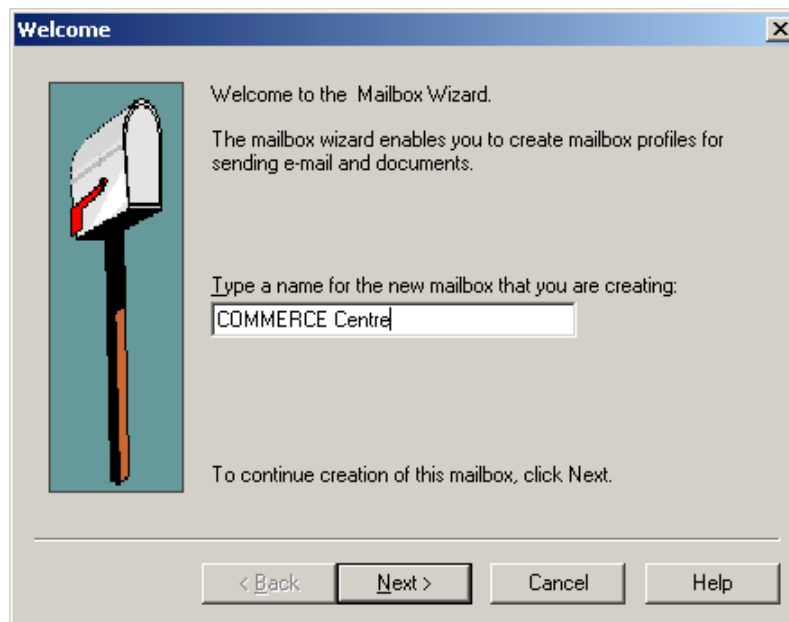 Welcome
Welcome to the Mailbox Wizard.
The mailbox wizard enables you to create mailbox profiles for
sending e-mail and documents.
Type a name for the new mailbox that you are creating:
COMMERCE Centre
To continue creation of this mailbox, click Next.
< Back Next > Cancel Help